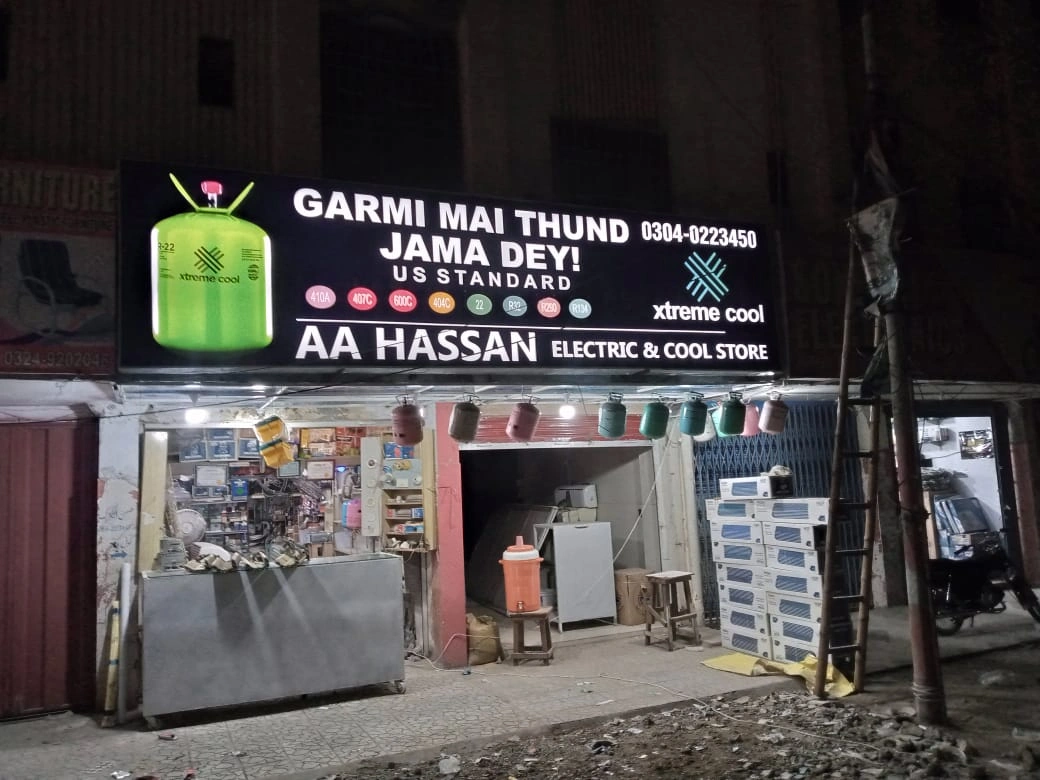 GARMI MAI THUND
JAMA DEY!
0304-0223450
US STANDARD
410A 407C 600C 404C 22 R32 R290 R134
xtreme cool
AA HASSAN ELECTRIC & COOL STORE
R-22
xtreme cool
RNITURE
0324-9202046